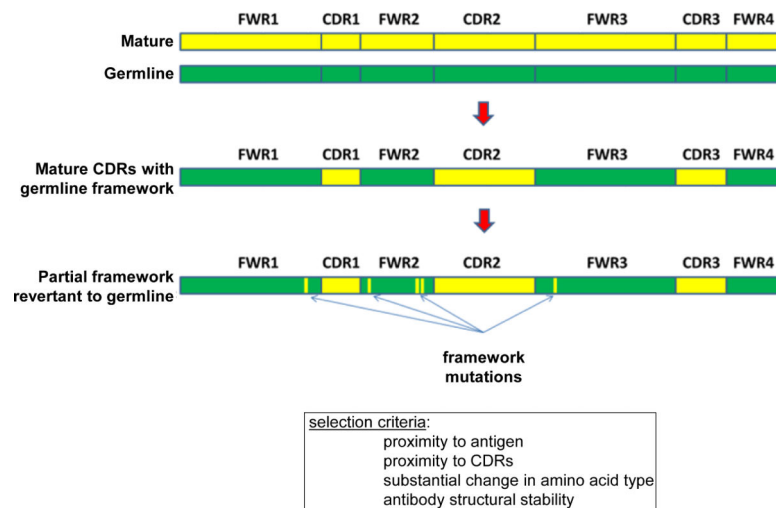 FWR1 CDR1 FWR2 CDR2 FWR3 CDR3 FWR4
Mature
Germline
FWR1 CDR1 FWR2 CDR2 FWR3 CDR3 FWR4
Mature CDRs with
germline framework
FWR1 CDR1 FWR2 CDR2 FWR3 CDR3 FWR4
Partial framework
revertant to germline
framework
mutations
selection criteria:
proximity to antigen
proximity to CDRs
substantial change in amino acid type
antibody structural stability